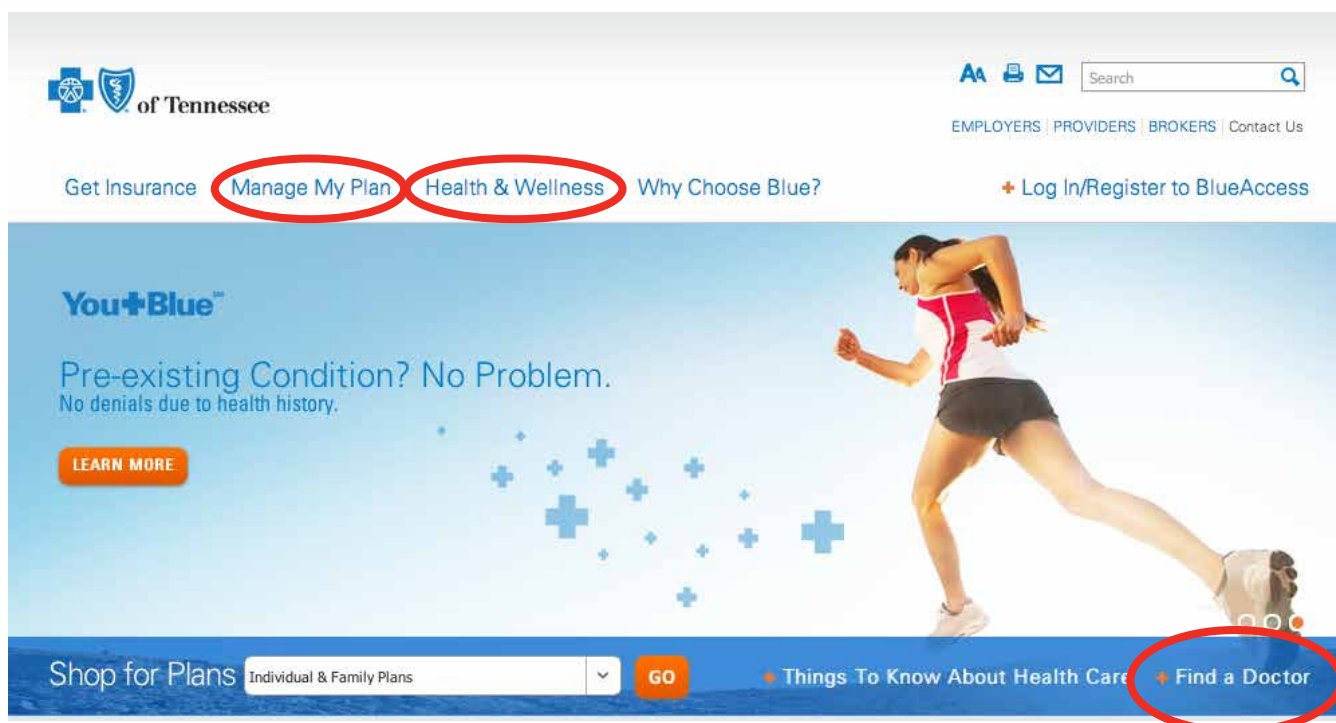 of Tennessee
AA
Search
EMPLOYERS PROVIDERS BROKERS Contact Us
Get Insurance Manage My Plan Health & Wellness Why Choose Blue? + Log In/Register to BlueAccess
You+Blue℠
Pre-existing Condition? No Problem.
No denials due to health history.
LEARN MORE
Shop for Plans Individual & Family Plans GO + Things To Know About Health Care + Find a Doctor